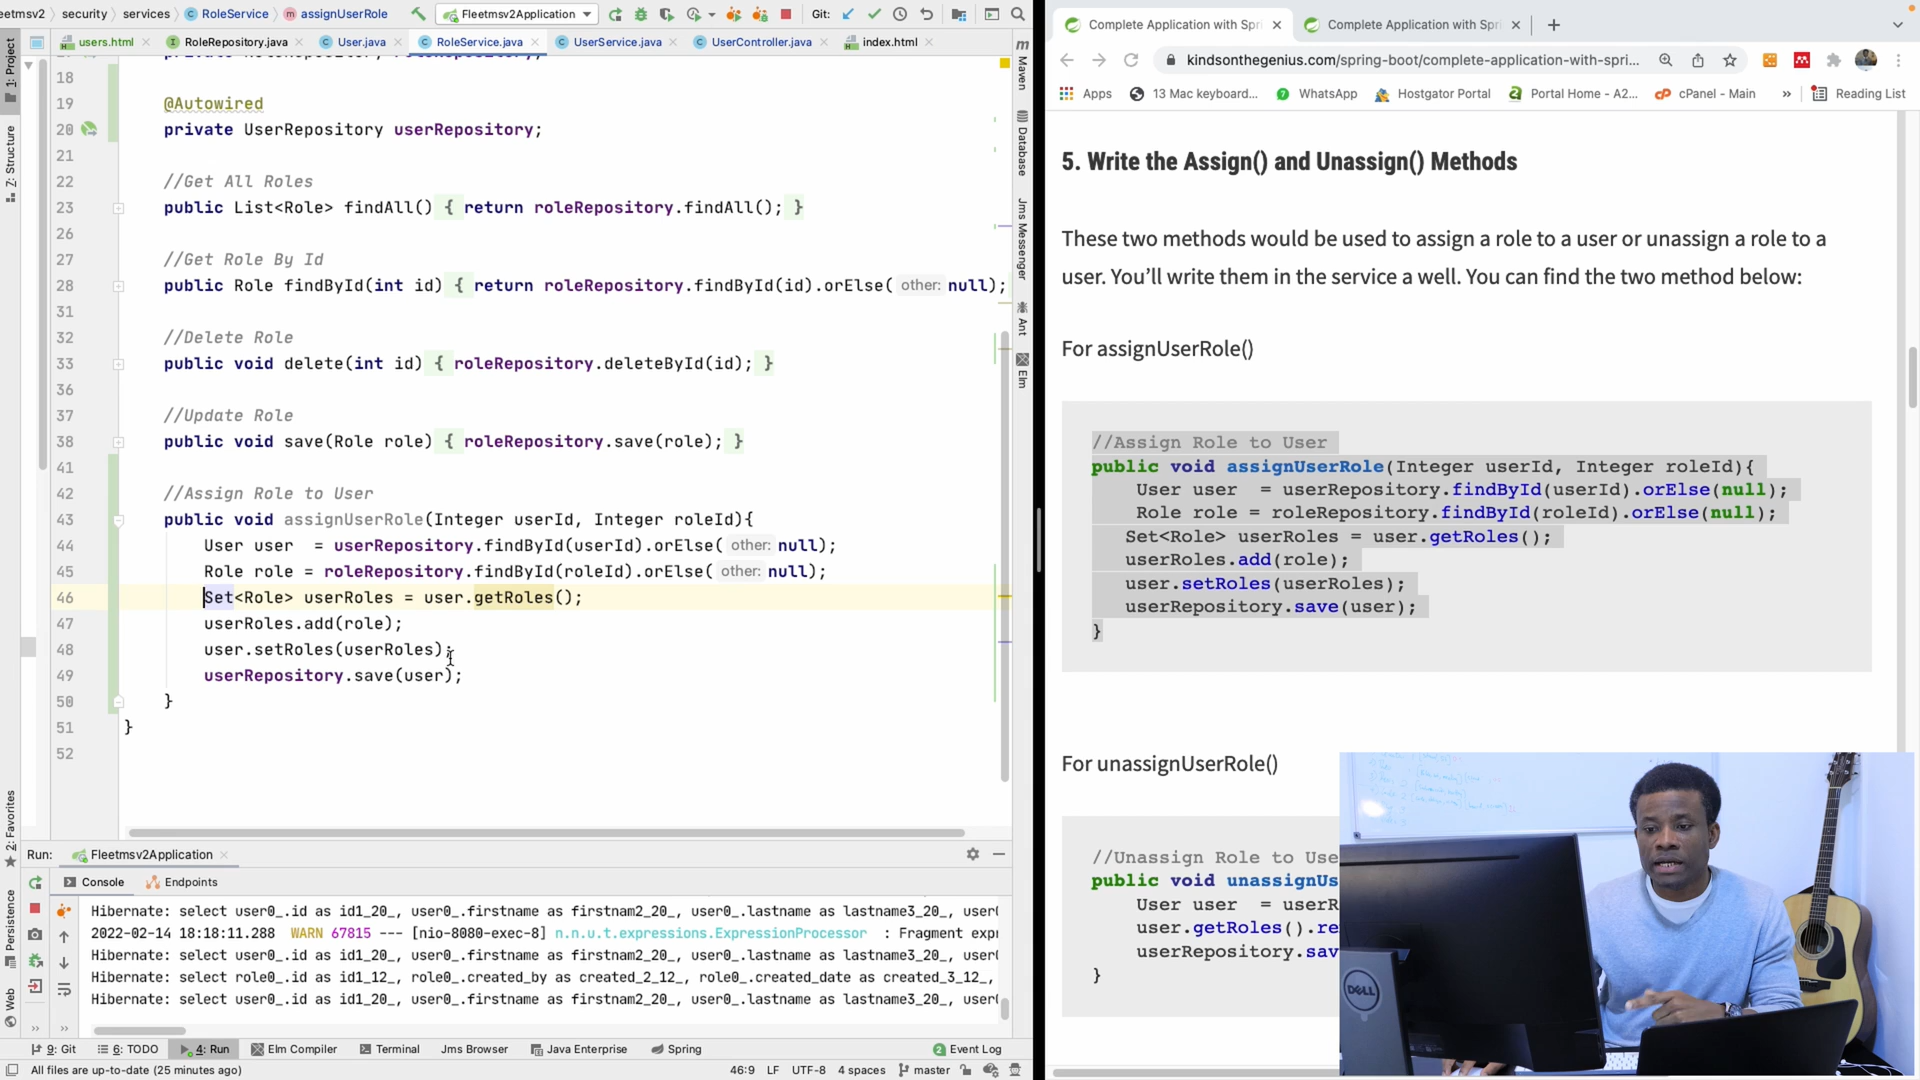 eetmsv2
security
services
RoleService
assignUserRole
Fleetmsv2Application
Git:
users.html
RoleRepository.java
User.java
RoleService.java
UserService.java
UserController.java
index.html
1: Project
Z: Structure
2: Favorites
Persistence
Web
18
19 @Autowired
20 private UserRepository userRepository;
21
22 //Get All Roles
23 public List<Role> findAll() { return roleRepository.findAll(); }
26
27 //Get Role By Id
28 public Role findById(int id) { return roleRepository.findById(id).orElse( other: null);
31
32 //Delete Role
33 public void delete(int id) { roleRepository.deleteById(id); }
36
37 //Update Role
38 public void save(Role role) { roleRepository.save(role); }
41
42 //Assign Role to User
43 public void assignUserRole(Integer userId, Integer roleId){
44 User user  = userRepository.findById(userId).orElse( other: null);
45 Role role = roleRepository.findById(roleId).orElse( other: null);
46 Set<Role> userRoles = user.getRoles();
47 userRoles.add(role);
48 user.setRoles(userRoles);
49 userRepository.save(user);
50 }
51 }
52
Maven
Database
Jms Messenger
Ant
Elm
Run:
Fleetmsv2Application
Console
Endpoints
Hibernate: select user0_.id as id1_20_, user0_.firstname as firstnam2_20_, user0_.lastname as lastname3_20_, user
2022-02-14 18:18:11.288  WARN 67815 --- [nio-8080-exec-8] n.n.u.t.expressions.ExpressionProcessor  : Fragment exp
Hibernate: select user0_.id as id1_20_, user0_.firstname as firstnam2_20_, user0_.lastname as lastname3_20_, user
Hibernate: select role0_.id as id1_12_, role0_.created_by as created_2_12_, role0_.created_date as created_3_12_,
Hibernate: select user0_.id as id1_20_, user0_.firstname as firstnam2_20_, user0_.lastname as lastname3_20_, user
9: Git
6: TODO
4: Run
Elm Compiler
Terminal
Jms Browser
Java Enterprise
Spring
2 Event Log
All files are up-to-date (25 minutes ago)
46:9
LF
UTF-8
4 spaces
master
Complete Application with Spri
Complete Application with Spri
kindsonthegenius.com/spring-boot/complete-application-with-spri...
Apps
13 Mac keyboard...
WhatsApp
Hostgator Portal
Portal Home - A2...
cPanel - Main
Reading List
5. Write the Assign() and Unassign() Methods
These two methods would be used to assign a role to a user or unassign a role to a
user. You'll write them in the service a well. You can find the two method below:
For assignUserRole()
//Assign Role to User
public void assignUserRole(Integer userId, Integer roleId){
User user  = userRepository.findById(userId).orElse(null);
Role role = roleRepository.findById(roleId).orElse(null);
Set<Role> userRoles = user.getRoles();
userRoles.add(role);
user.setRoles(userRoles);
userRepository.save(user);
}
For unassignUserRole()
//Unassign Role to Use
public void unassignUs
User user  = userR
user.getRoles().re
userRepository.sav
}
DELL